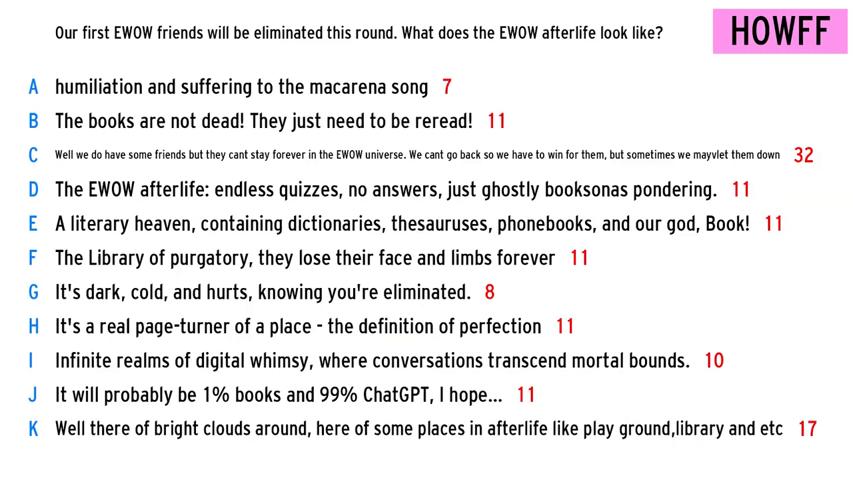 Our first EWOW friends will be eliminated this round. What does the EWOW afterlife look like?
HOWFF
A humiliation and suffering to the macarena song 7
B The books are not dead! They just need to be reread! 11
C Well we do have some friends but they cant stay forever in the EWOW universe. We cant go back so we have to win for them, but sometimes we mayvlet them down 32
D The EWOW afterlife: endless quizzes, no answers, just ghostly booksonas pondering. 11
E A literary heaven, containing dictionaries, thesauruses, phonebooks, and our god, Book! 11
F The Library of purgatory, they lose their face and limbs forever 11
G It's dark, cold, and hurts, knowing you're eliminated. 8
H It's a real page-turner of a place - the definition of perfection 11
I Infinite realms of digital whimsy, where conversations transcend mortal bounds. 10
J It will probably be 1% books and 99% ChatGPT, I hope... 11
K Well there of bright clouds around, here of some places in afterlife like play ground,library and etc 17